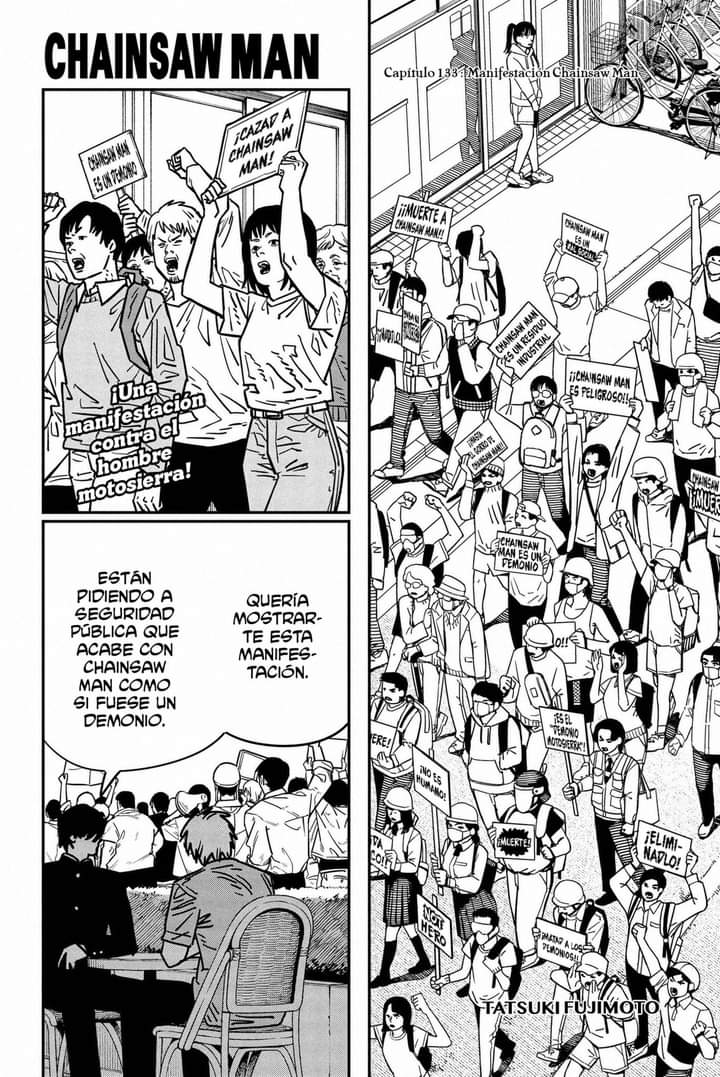 CHAINSAW MAN
Capítulo 133: Manifestación Chainsaw Man
CHAINSAW MAN
ES UN DEMONIO
¡CAZAD A
CHAINSAW
MAN!
¡Una
manifestación
contra el
hombre
motosierra!
¡¡MUERTE A
CHAINSAW MAN!!
CHAINSAW MAN
ES UN
MAL SOCIAL
CHAINSAW MAN
ES UN RESIDUO
INDUSTRIAL
¡¡CHAINSAW MAN
ES PELIGROSO!!
CHAINSAW MAN
CHAINSAW
MAN ES UN
DEMONIO
¡ES EL
"DEMONIO
MOTOSIERRA"!
¡NO ES
HUMANO!
¡MUERTE!
¡ELIMI-
NADLO!
NOT
HERO
¡¡MATAD A LOS
DEMONIOS!!
QUERÍA
MOSTRAR-
TE ESTA
MANIFES-
TACIÓN.
ESTÁN
PIDIENDO A
SEGURIDAD
PÚBLICA QUE
ACABE CON
CHAINSAW
MAN COMO
SI FUESE UN
DEMONIO.
TATSUKI FUJIMOTO